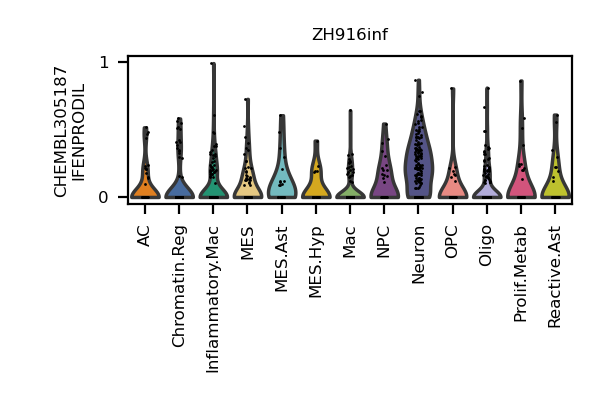 ZH916inf
CHEMBL305187
IFENPRODIL
1
0
AC
Chromatin.Reg
Inflammatory.Mac
MES
MES.Ast
MES.Hyp
Mac
NPC
Neuron
OPC
Oligo
Prolif.Metab
Reactive.Ast